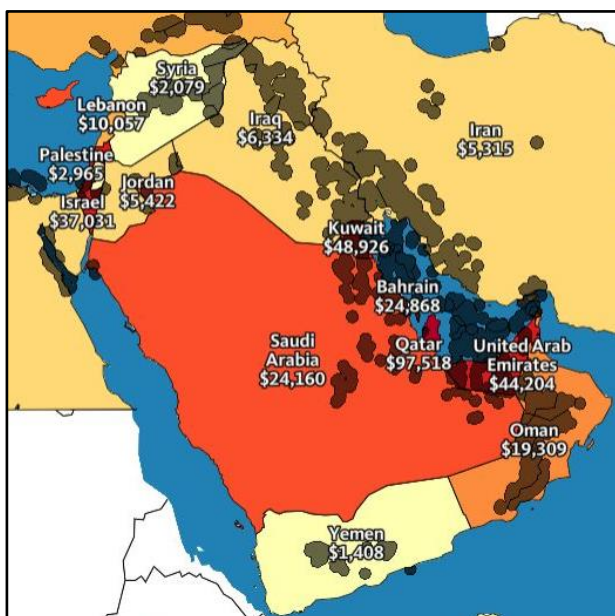 Syria
$2,079
Lebanon
$10,057
Iraq
$6,334
Iran
$5,315
Palestine
$2,965
Jordan
$5,422
Israel
$37,031
Kuwait
$48,926
Bahrain
$24,868
Saudi
Arabia
$24,160
Qatar
$97,518
United Arab
Emirates
$44,204
Oman
$19,309
Yemen
$1,408